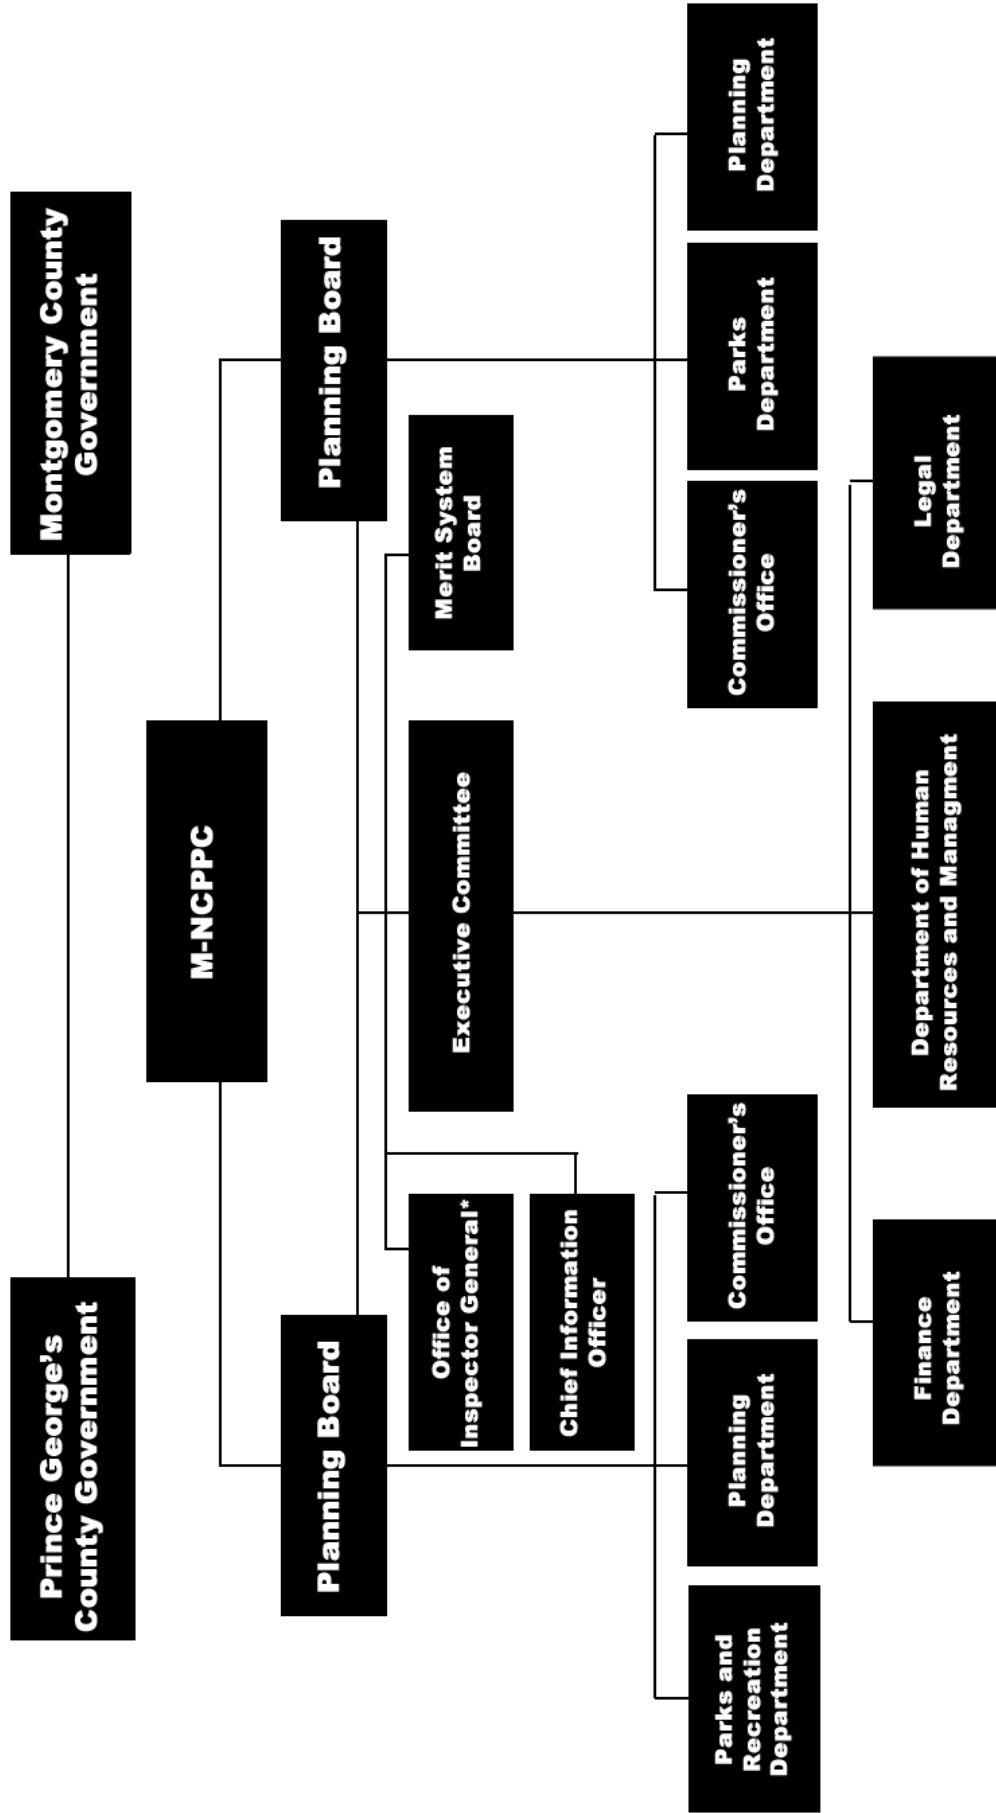 Prince George's
County Government
Montgomery County
Government
M-NCPPC
Planning Board
Planning Board
Office of
Inspector General*
Executive Committee
Merit System
Board
Chief Information
Officer
Parks and
Recreation
Department
Planning
Department
Commissioner's
Office
Commissioner's
Office
Parks
Department
Planning
Department
Finance
Department
Department of Human
Resources and Managment
Legal
Department